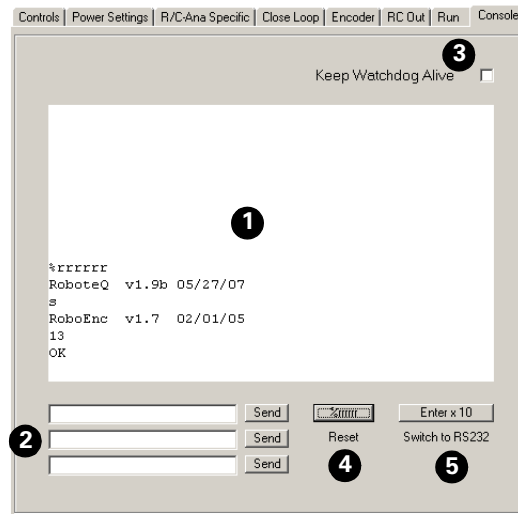 Controls Power Settings R/C-Ana Specific Close Loop Encoder RC Out Run Console
3
Keep Watchdog Alive
1
%rrrrrr
RoboteQ v1.9b 05/27/07
s
RoboEnc v1.7 02/01/05
13
OK
Send %rrrrrr Enter x 10
2 Send Reset Switch to RS232
Send 4 5